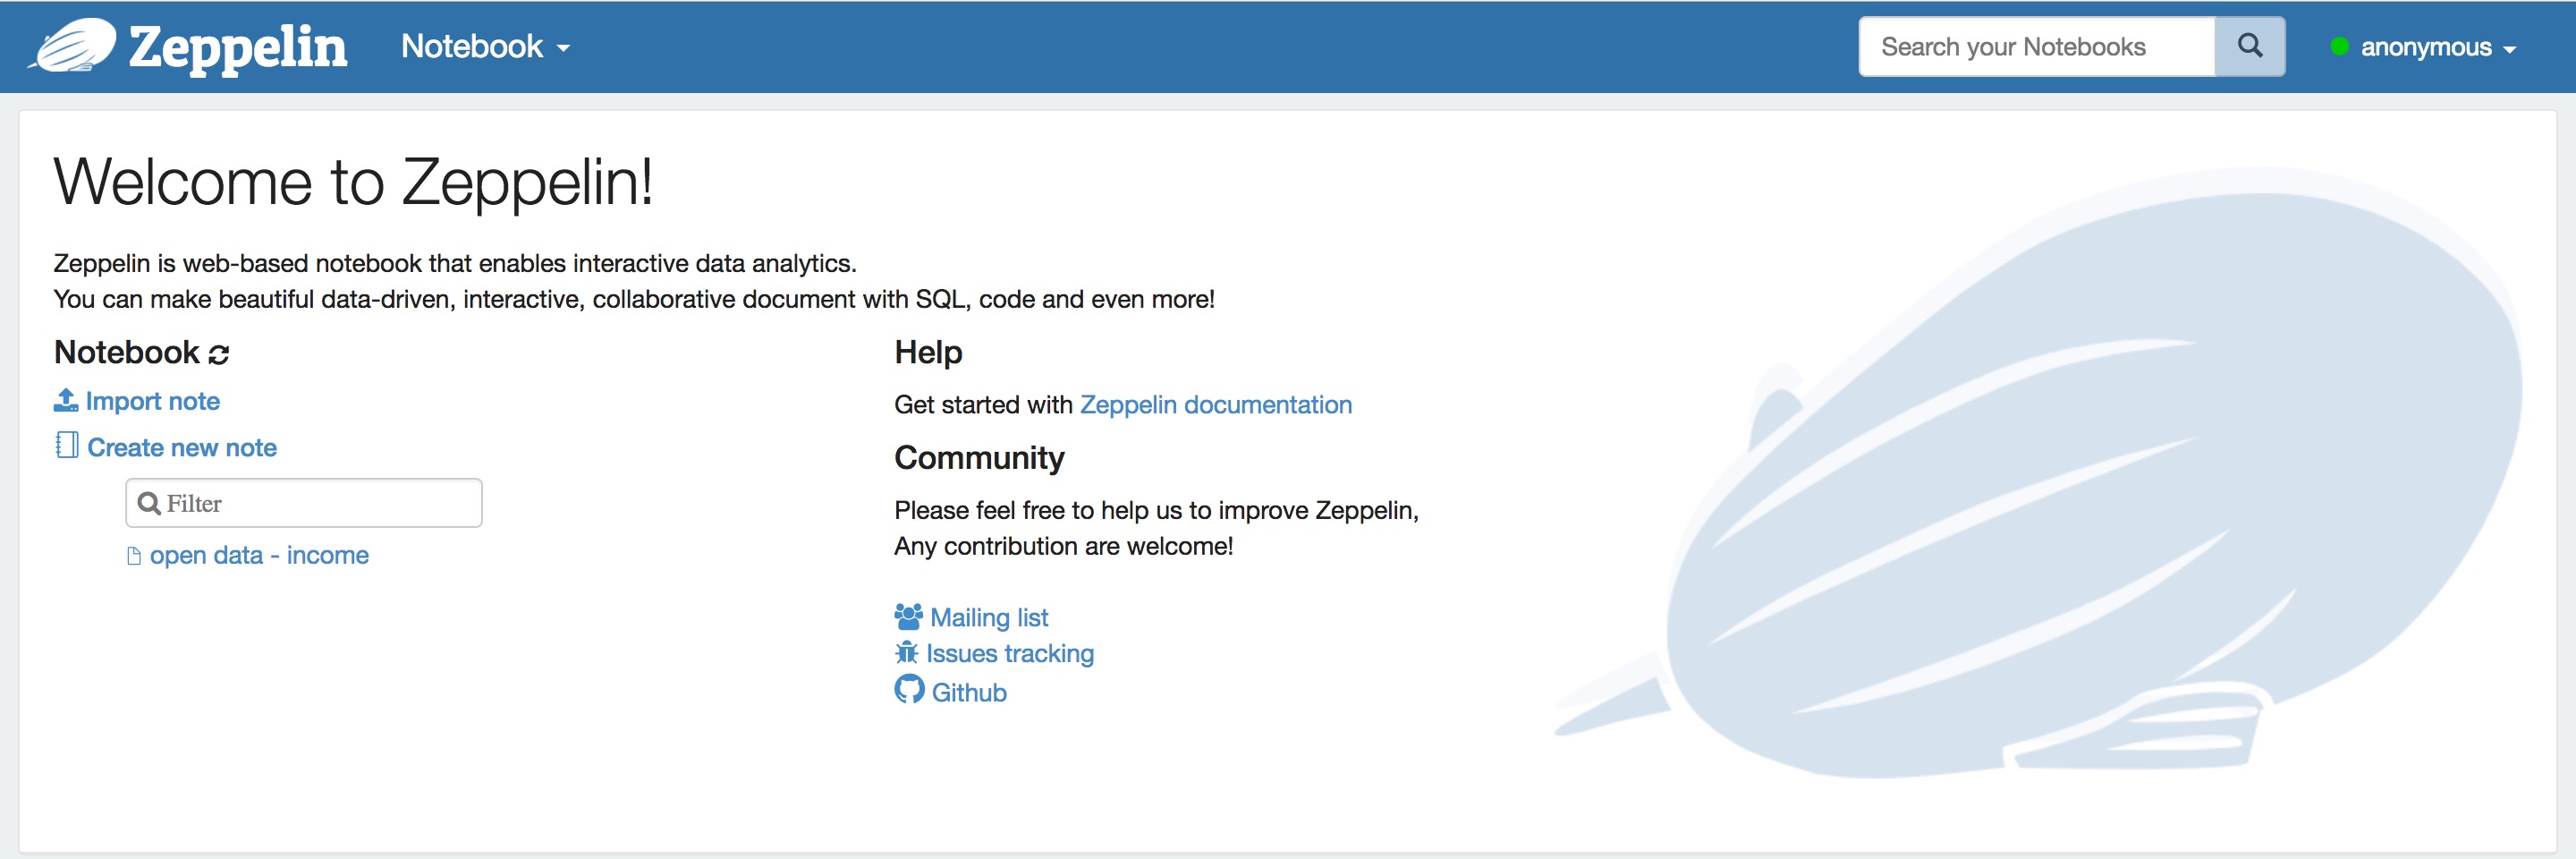 Zeppelin
Notebook
Search your Notebooks
anonymous
Welcome to Zeppelin!
Zeppelin is web-based notebook that enables interactive data analytics.
You can make beautiful data-driven, interactive, collaborative document with SQL, code and even more!
Notebook
Import note
Create new note
Filter
open data - income
Help
Get started with Zeppelin documentation
Community
Please feel free to help us to improve Zeppelin,
Any contribution are welcome!
Mailing list
Issues tracking
Github